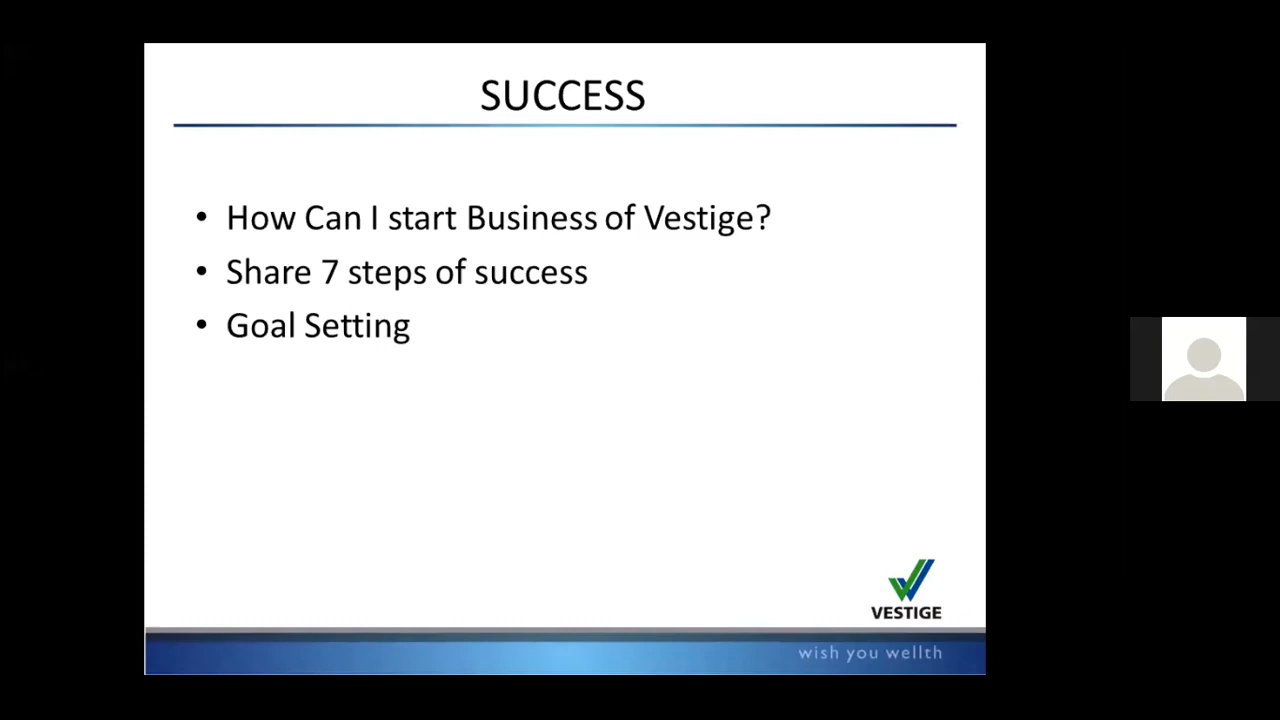 SUCCESS
• How Can I start Business of Vestige?
• Share 7 steps of success
• Goal Setting
VESTIGE
wish you wellth